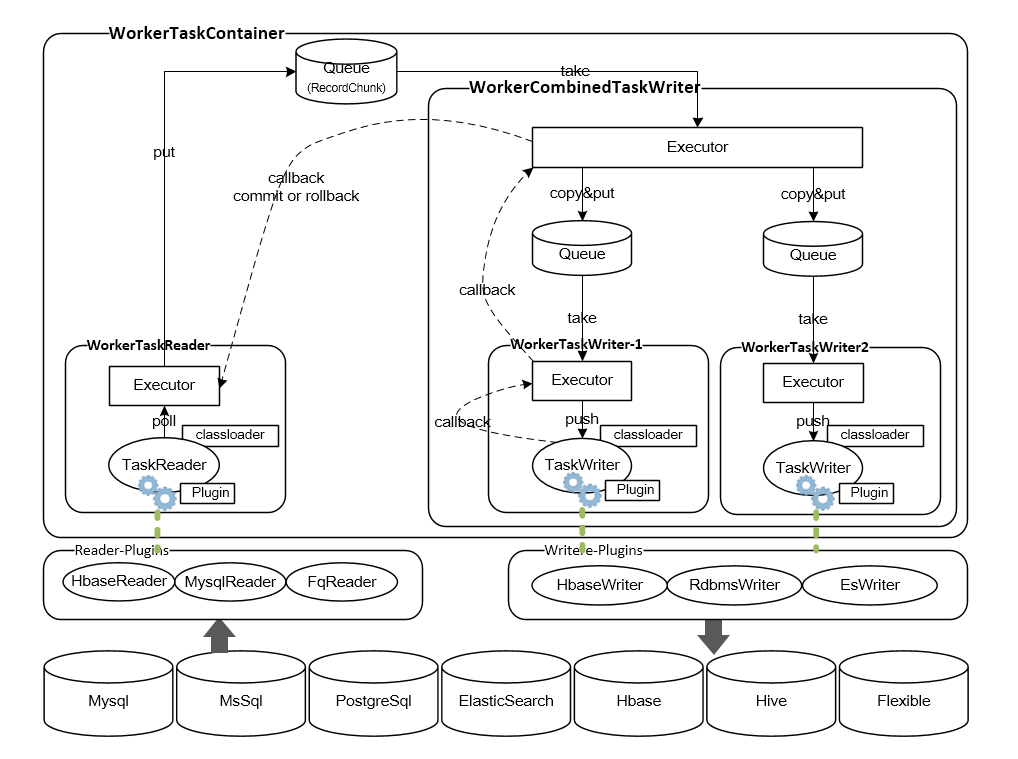 WorkerTaskContainer
Queue
(RecordChunk)
take
WorkerCombinedTaskWriter
Executor
put
callback
commit or rollback
copy&put
copy&put
Queue
Queue
callback
take
take
WorkerTaskReader
WorkerTaskWriter-1
WorkerTaskWriter2
Executor
Executor
Executor
poll
callback
push
push
classloader
classloader
classloader
TaskReader
TaskWriter
TaskWriter
Plugin
Plugin
Plugin
Reader-Plugins
Writere-Plugins
HbaseReader
MysqlReader
FqReader
HbaseWriter
RdbmsWriter
EsWriter
Mysql
MsSql
PostgreSql
ElasticSearch
Hbase
Hive
Flexible